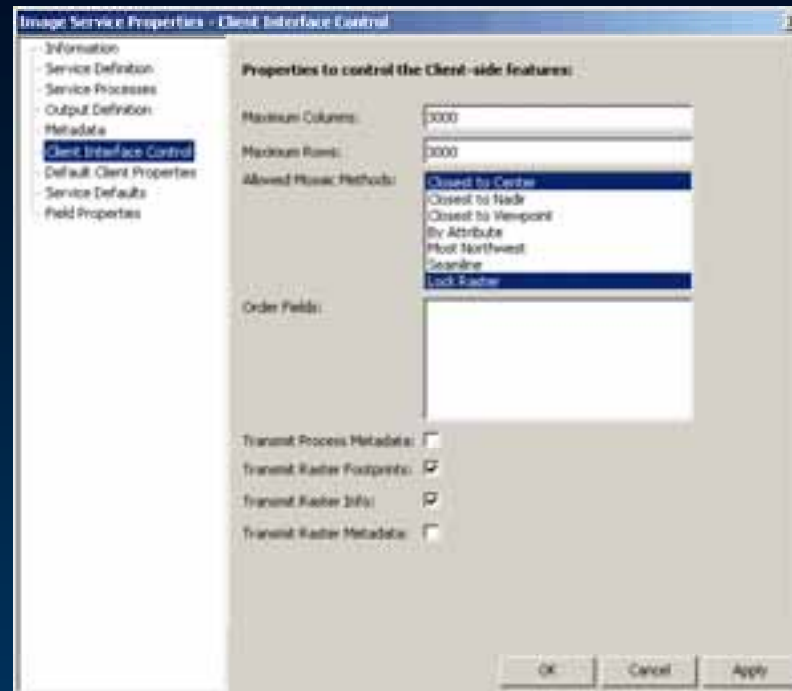 Image Service Properties - Client Interface Control
Information
Service Definition
Service Processes
Output Definition
Metadata
Client Interface Control
Default Client Properties
Service Defaults
Field Properties
Properties to control the Client-side features:
Maximum Columns: 3000
Maximum Rows: 3000
Allowed Mosaic Methods:
Closest to Center
Closest to Nadir
Closest to Viewpoint
By Attribute
Most Northwest
Seamline
Lock Raster
Order Fields:
Transmit Process Metadata:
Transmit Raster Footprints:
Transmit Raster Info:
Transmit Raster Metadata:
OK Cancel Apply